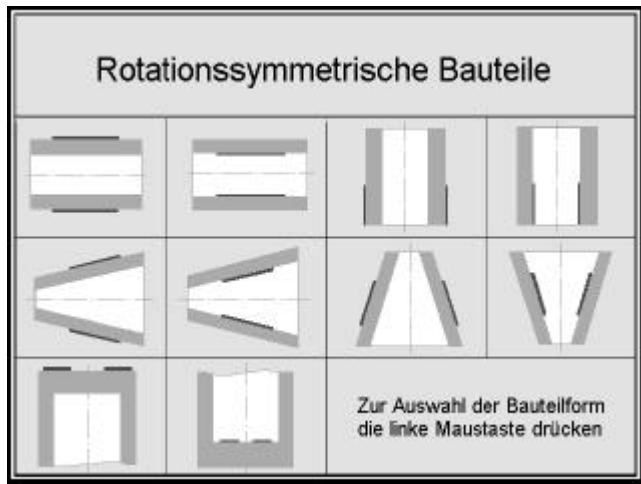 Rotationssymmetrische Bauteile
Zur Auswahl der Bauteilform
die linke Maustaste drücken